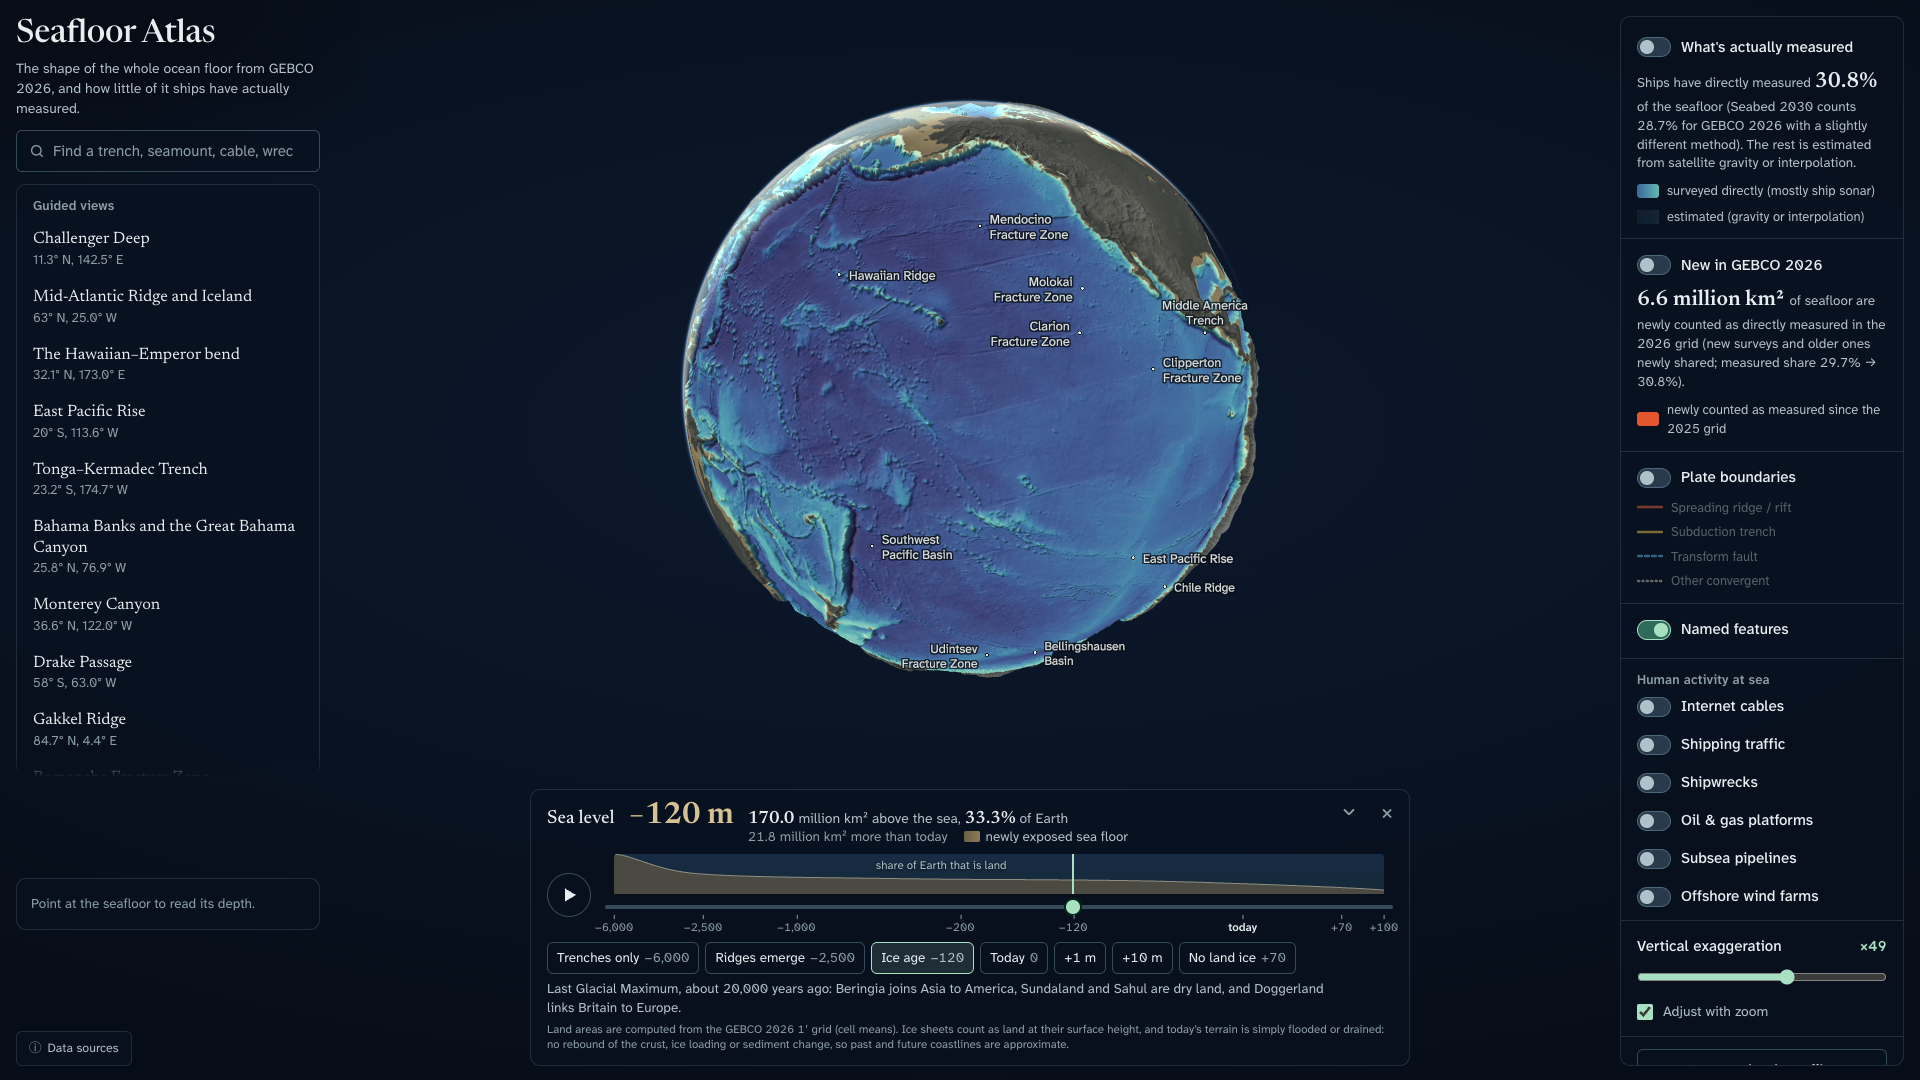 Seafloor Atlas
The shape of the whole ocean floor from GEBCO
2026, and how little of it ships have actually
measured.
Find a trench, seamount, cable, wrec
Guided views
Challenger Deep
11.3° N, 142.5° E
Mid-Atlantic Ridge and Iceland
63° N, 25.0° W
The Hawaiian–Emperor bend
32.1° N, 173.0° E
East Pacific Rise
20° S, 113.6° W
Tonga–Kermadec Trench
23.2° S, 174.7° W
Bahama Banks and the Great Bahama
Canyon
25.8° N, 76.9° W
Monterey Canyon
36.6° N, 122.0° W
Drake Passage
58° S, 63.0° W
Gakkel Ridge
84.7° N, 4.4° E
Point at the seafloor to read its depth.
ⓘ Data sources
Mendocino
Fracture Zone
Hawaiian Ridge
Molokai
Fracture Zone
Middle America
Trench
Clarion
Fracture Zone
Clipperton
Fracture Zone
Southwest
Pacific Basin
East Pacific Rise
Chile Ridge
Udintsev
Fracture Zone
Bellingshausen
Basin
Sea level −120 m 170.0 million km² above the sea, 33.3% of Earth
21.8 million km² more than today newly exposed sea floor
share of Earth that is land
−6,000 −2,500 −1,000 −200 −120 today +70 +100
Trenches only −6,000 Ridges emerge −2,500 Ice age −120 Today 0 +1 m +10 m No land ice +70
Last Glacial Maximum, about 20,000 years ago: Beringia joins Asia to America, Sundaland and Sahul are dry land, and Doggerland
links Britain to Europe.
Land areas are computed from the GEBCO 2026 1′ grid (cell means). Ice sheets count as land at their surface height, and today's terrain is simply flooded or drained:
no rebound of the crust, ice loading or sediment change, so past and future coastlines are approximate.
What's actually measured
Ships have directly measured 30.8%
of the seafloor (Seabed 2030 counts
28.7% for GEBCO 2026 with a slightly
different method). The rest is estimated
from satellite gravity or interpolation.
surveyed directly (mostly ship sonar)
estimated (gravity or interpolation)
New in GEBCO 2026
6.6 million km² of seafloor are
newly counted as directly measured in the
2026 grid (new surveys and older ones
newly shared; measured share 29.7% →
30.8%).
newly counted as measured since the
2025 grid
Plate boundaries
Spreading ridge / rift
Subduction trench
Transform fault
Other convergent
Named features
Human activity at sea
Internet cables
Shipping traffic
Shipwrecks
Oil & gas platforms
Subsea pipelines
Offshore wind farms
Vertical exaggeration ×49
Adjust with zoom